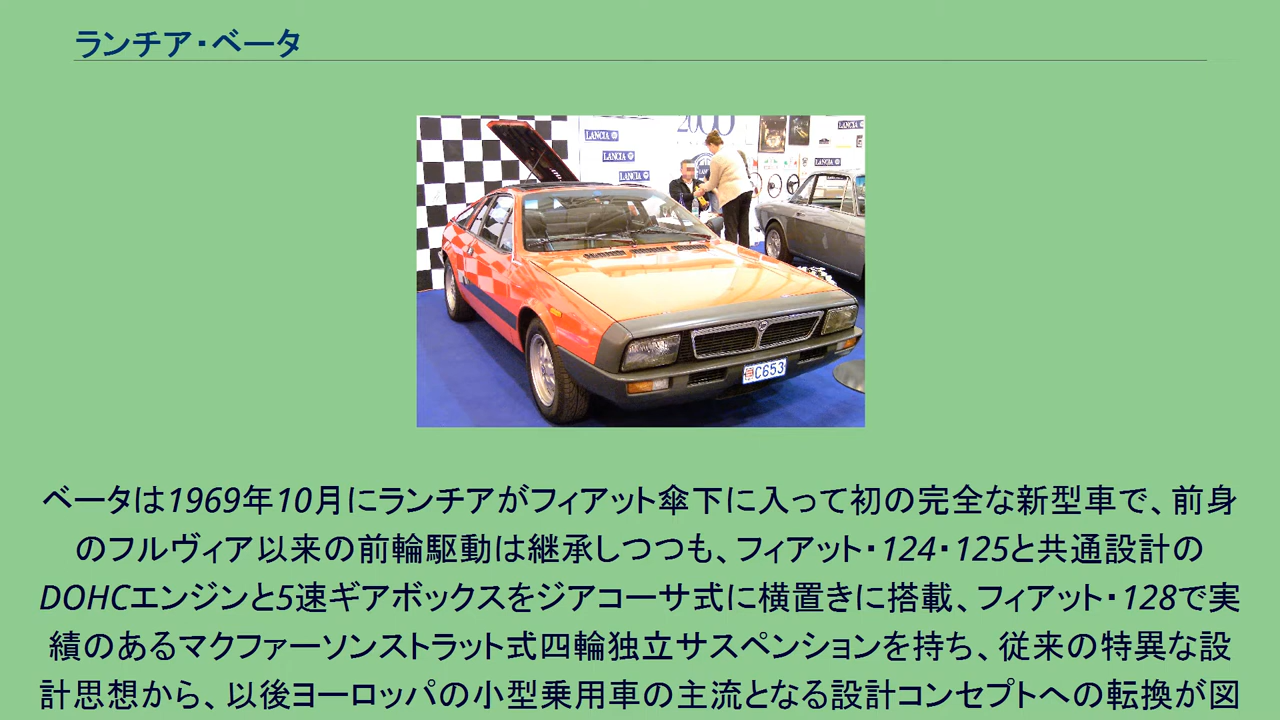 ランチア・ベータ
2000
LANCIA
LANCIA
LANCIA
LANCIA
LANCIA
C653
ベータは1969年10月にランチアがフィアット傘下に入って初の完全な新型車で、前身
のフルヴィア以来の前輪駆動は継承しつつも、フィアット・124・125と共通設計の
DOHCエンジンと5速ギアボックスをジアコーサ式に横置きに搭載、フィアット・128で実
績のあるマクファーソンストラット式四輪独立サスペンションを持ち、従来の特異な設
計思想から、以後ヨーロッパの小型乗用車の主流となる設計コンセプトへの転換が図